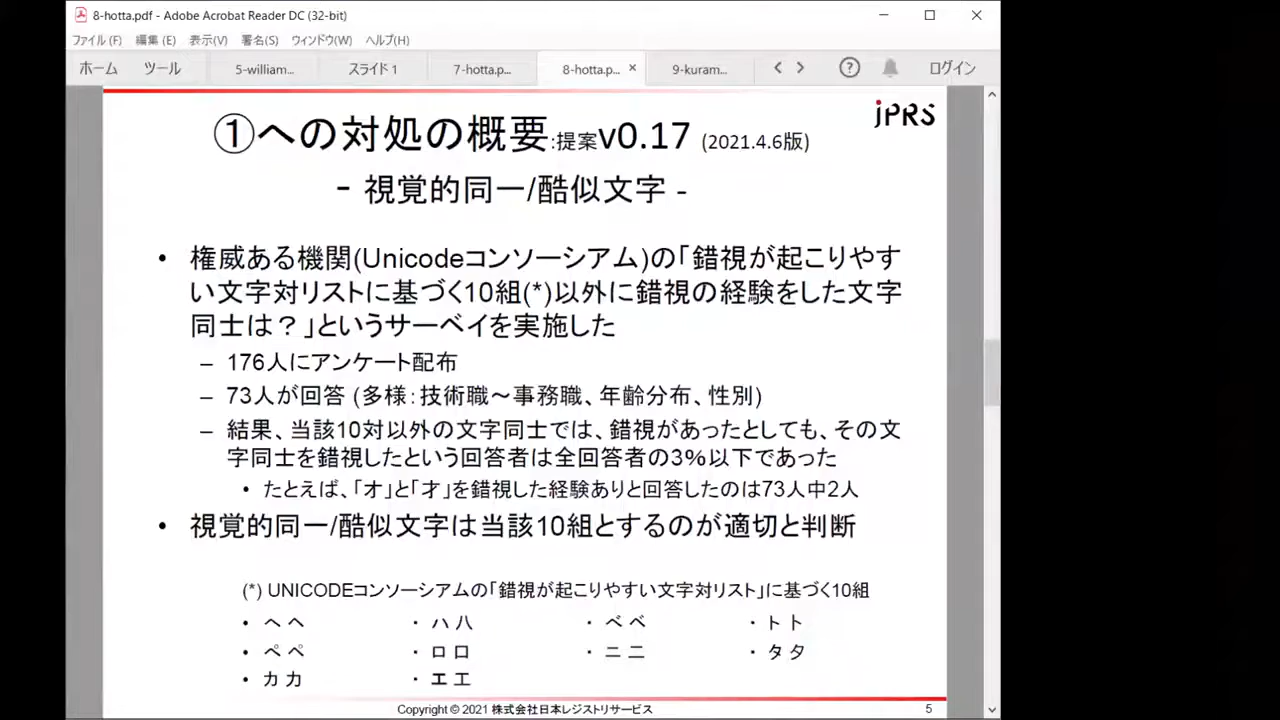 8-hotta.pdf - Adobe Acrobat Reader DC (32-bit)
ファイル(F) 編集(E) 表示(V) 署名(S) ウィンドウ(W) ヘルプ(H)
ホーム ツール 5-william... スライド 1 7-hotta.p... 8-hotta.p... × 9-kuram... ログイン
JPRS
①への対処の概要:提案v0.17 (2021.4.6版)
- 視覚的同一/酷似文字 -
• 権威ある機関(Unicodeコンソーシアム)の「錯視が起こりやす
い文字対リストに基づく10組(*)以外に錯視の経験をした文字
同士は？」というサーベイを実施した
– 176人にアンケート配布
– 73人が回答 (多様：技術職～事務職、年齢分布、性別)
– 結果、当該10対以外の文字同士では、錯視があったとしても、その文
字同士を錯視したという回答者は全回答者の3%以下であった
• たとえば、「オ」と「才」を錯視した経験ありと回答したのは73人中2人
• 視覚的同一/酷似文字は当該10組とするのが適切と判断
(*) UNICODEコンソーシアムの「錯視が起こりやすい文字対リスト」に基づく10組
• ヘ へ ・ ハ 八 ・ ベ べ ・ ト 卜
• ペ ぺ ・ ロ 口 ・ ニ 二 ・ タ 夕
• カ 力 ・ エ 工
Copyright © 2021 株式会社日本レジストリサービス 5